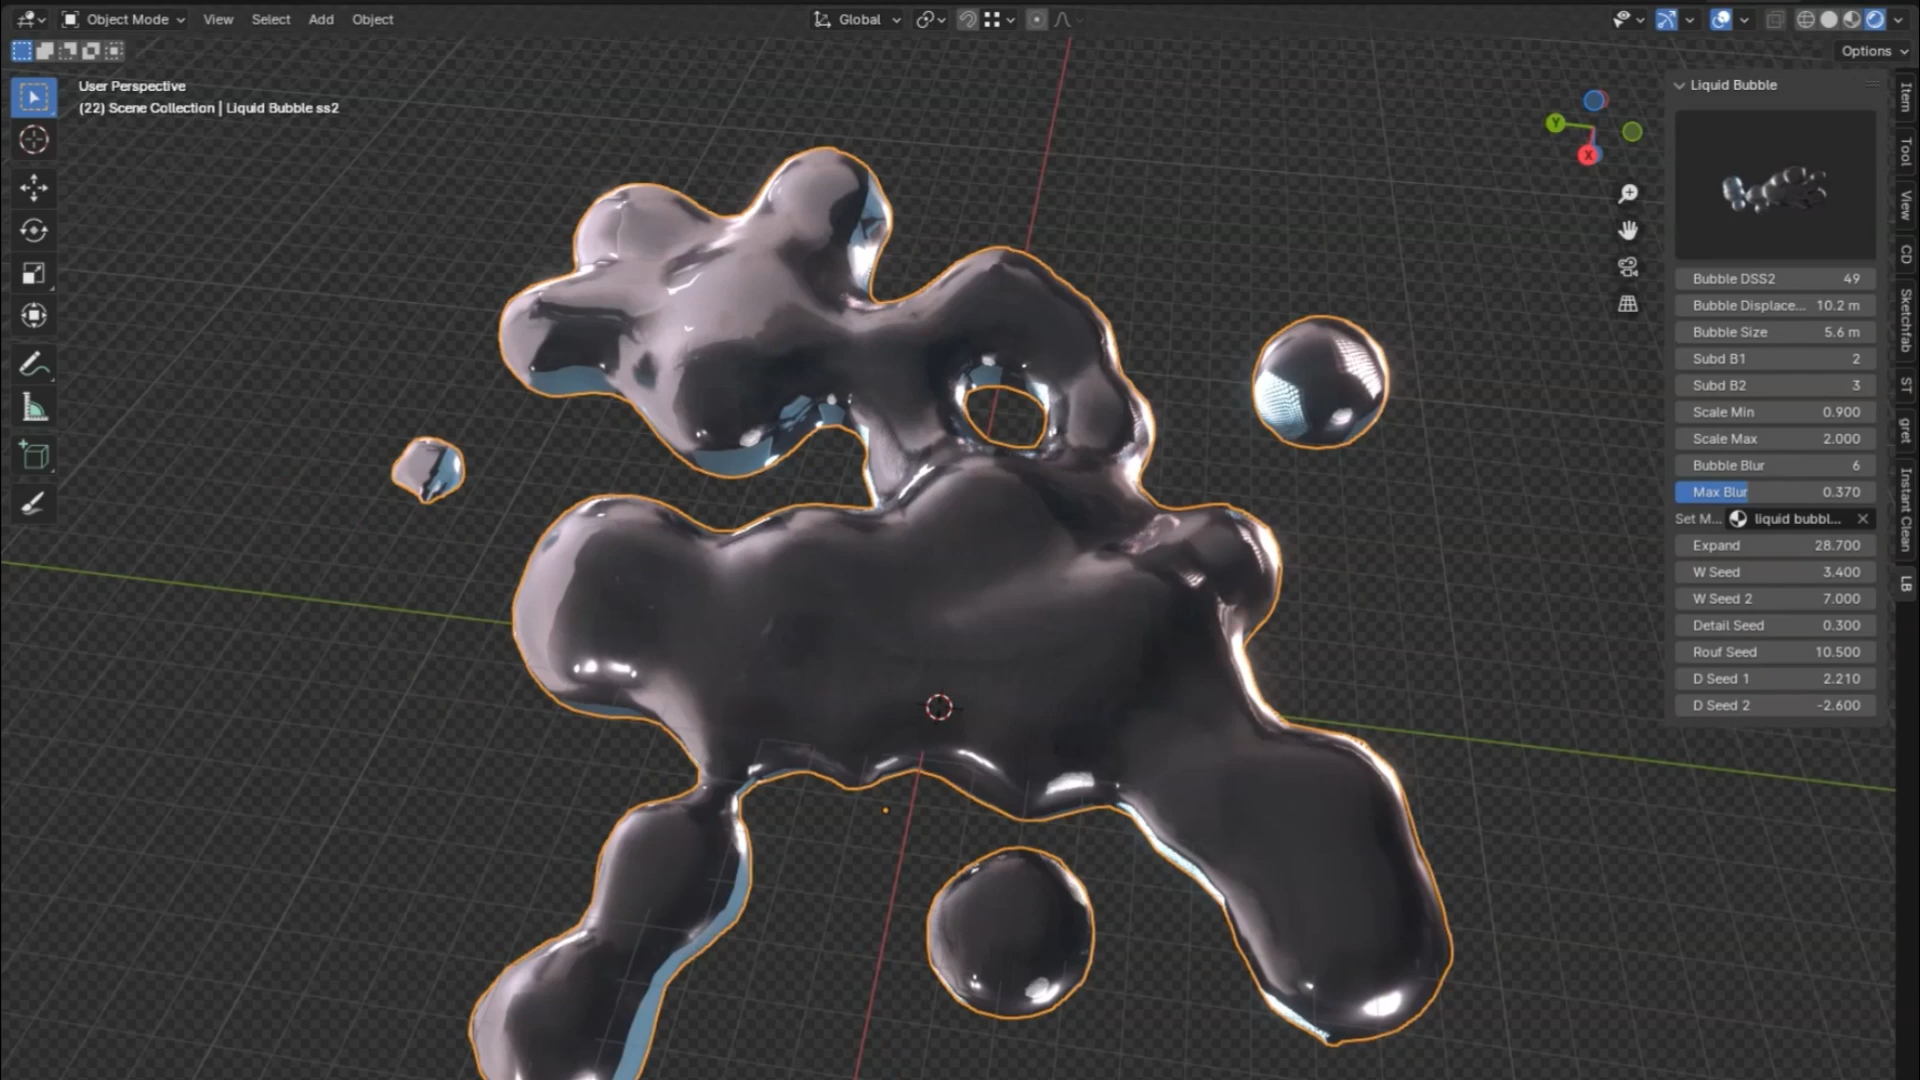 Object Mode View Select Add Object Global
Options
User Perspective
(22) Scene Collection | Liquid Bubble ss2
Y
X
Liquid Bubble
Bubble DSS2 49
Bubble Displace... 10.2 m
Bubble Size 5.6 m
Subd B1 2
Subd B2 3
Scale Min 0.900
Scale Max 2.000
Bubble Blur 6
Max Blur 0.370
Set M... liquid bubbl...
Expand 28.700
W Seed 3.400
W Seed 2 7.000
Detail Seed 0.300
Rouf Seed 10.500
D Seed 1 2.210
D Seed 2 -2.600
Item
Tool
View
CD
Sketchfab
ST
gret
Instant Clean
LB